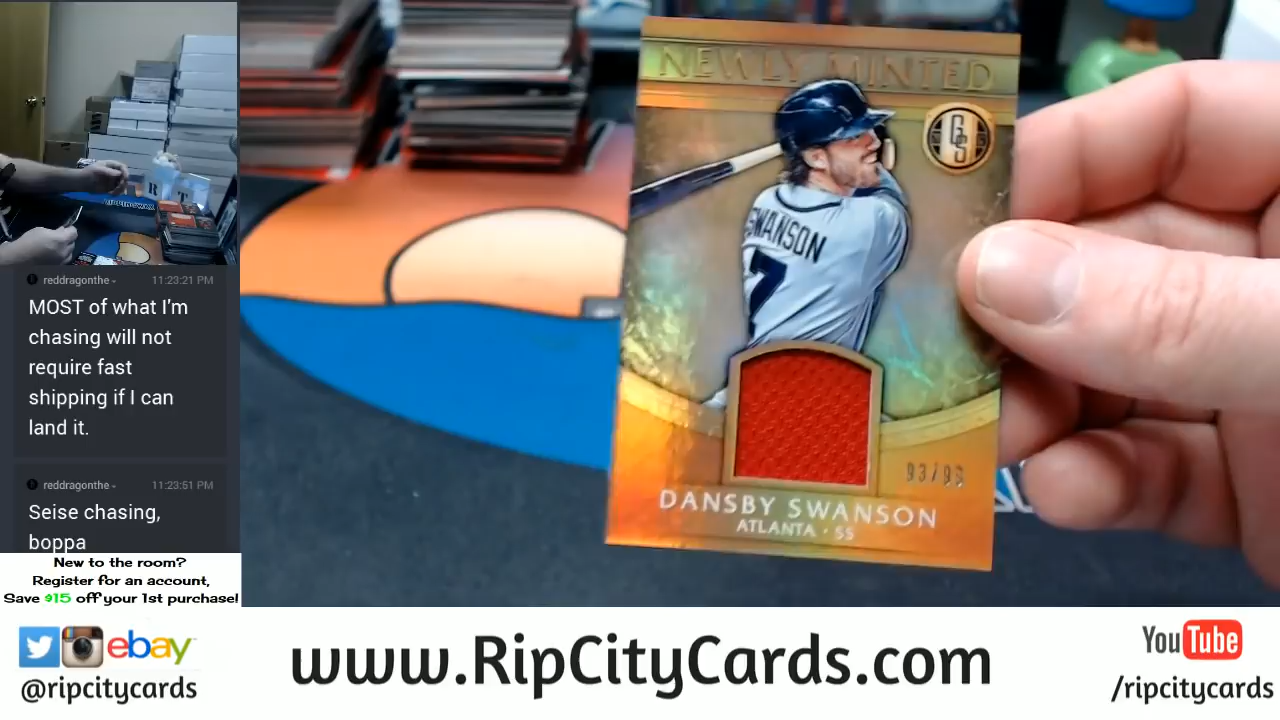 reddragonthe
11:23:21 PM
MOST of what I'm
chasing will not
require fast
shipping if I can
land it.
reddragonthe
11:23:51 PM
Seise chasing,
boppa
New to the room?
Register for an account,
Save $15 off your 1st purchase!
NEWLY MINTED
GS
SWANSON
7
DANSBY SWANSON
ATLANTA · SS
ebay
@ripcitycards
www.RipCityCards.com
YouTube
/ripcitycards